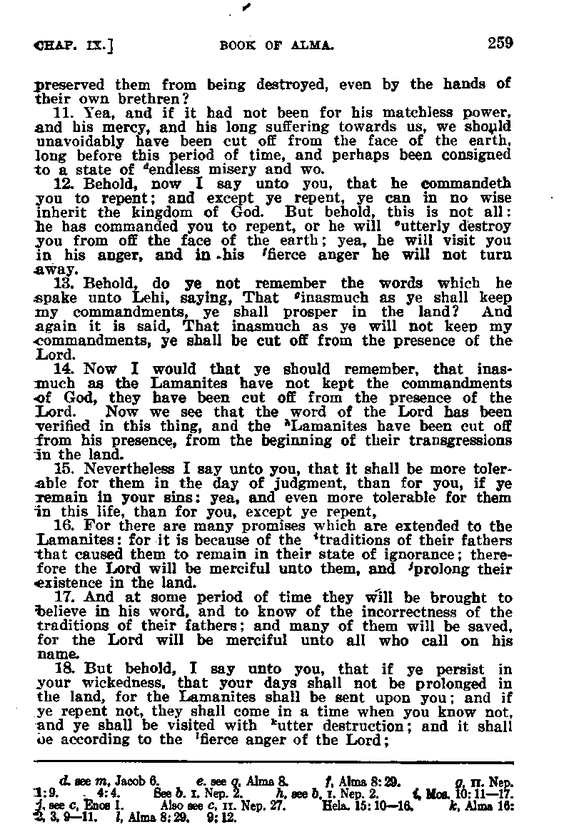 CHAP. IX.] BOOK OF ALMA. 259
preserved them from being destroyed, even by the hands of
their own brethren?
11. Yea, and if it had not been for his matchless power,
and his mercy, and his long suffering towards us, we should
unavoidably have been cut off from the face of the earth,
long before this period of time, and perhaps been consigned
to a state of ᵈendless misery and wo.
12. Behold, now I say unto you, that he commandeth
you to repent; and except ye repent, ye can in no wise
inherit the kingdom of God. But behold, this is not all:
he has commanded you to repent, or he will ᵉutterly destroy
you from off the face of the earth; yea, he will visit you
in his anger, and in his ᶠfierce anger he will not turn
away.
13. Behold, do ye not remember the words which he
spake unto Lehi, saying, That ᵍinasmuch as ye shall keep
my commandments, ye shall prosper in the land? And
again it is said, That inasmuch as ye will not keep my
commandments, ye shall be cut off from the presence of the
Lord.
14. Now I would that ye should remember, that inas-
much as the Lamanites have not kept the commandments
of God, they have been cut off from the presence of the
Lord. Now we see that the word of the Lord has been
verified in this thing, and the ʰLamanites have been cut off
from his presence, from the beginning of their transgressions
in the land.
15. Nevertheless I say unto you, that it shall be more toler-
able for them in the day of judgment, than for you, if ye
remain in your sins: yea, and even more tolerable for them
in this life, than for you, except ye repent,
16. For there are many promises which are extended to the
Lamanites: for it is because of the ⁱtraditions of their fathers
that caused them to remain in their state of ignorance; there-
fore the Lord will be merciful unto them, and ʲprolong their
existence in the land.
17. And at some period of time they will be brought to
believe in his word, and to know of the incorrectness of the
traditions of their fathers; and many of them will be saved,
for the Lord will be merciful unto all who call on his
name.
18. But behold, I say unto you, that if ye persist in
your wickedness, that your days shall not be prolonged in
the land, for the Lamanites shall be sent upon you; and if
ye repent not, they shall come in a time when you know not,
and ye shall be visited with ᵏutter destruction; and it shall
be according to the ˡfierce anger of the Lord;
d. see m, Jacob 6. e. see q, Alma 8. f, Alma 8:29. g, II. Nep.
1:9. 4:4. See b. I. Nep. 2. h, see b, I. Nep. 2. i, Mos. 10:11—17.
j, see c, Enos 1. Also see c, II. Nep. 27. Hela. 15:10—16. k, Alma 16:
2, 3, 9—11. l, Alma 8:29. 9:12.